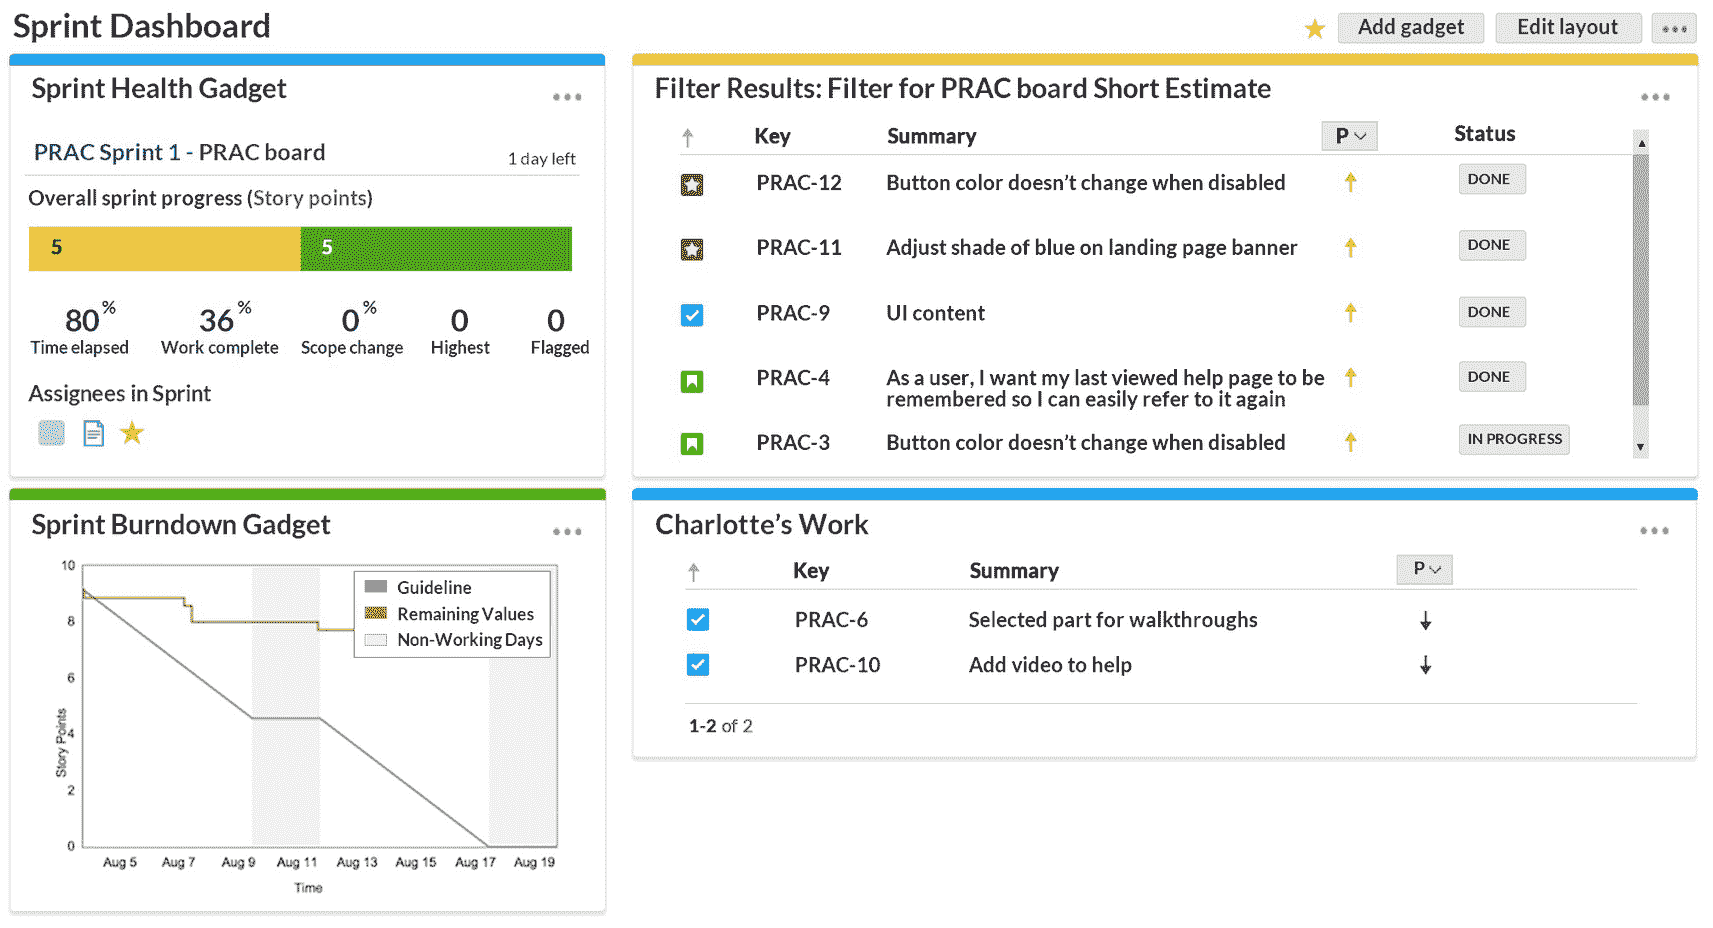 Sprint Dashboard
Add gadget
Edit layout
Sprint Health Gadget
PRAC Sprint 1 - PRAC board
1 day left
Overall sprint progress (Story points)
5
5
80%
36%
0%
0
0
Time elapsed
Work complete
Scope change
Highest
Flagged
Assignees in Sprint
Filter Results: Filter for PRAC board Short Estimate
Key Summary P Status
PRAC-12 Button color doesn’t change when disabled DONE
PRAC-11 Adjust shade of blue on landing page banner DONE
PRAC-9 UI content DONE
PRAC-4 As a user, I want my last viewed help page to be DONE
remembered so I can easily refer to it again
PRAC-3 Button color doesn’t change when disabled IN PROGRESS
Sprint Burndown Gadget
10
8
6
4
2
0
Story Points
Guideline
Remaining Values
Non-Working Days
Aug 5 Aug 7 Aug 9 Aug 11 Aug 13 Aug 15 Aug 17 Aug 19
Time
Charlotte’s Work
Key Summary P
PRAC-6 Selected part for walkthroughs
PRAC-10 Add video to help
1-2 of 2